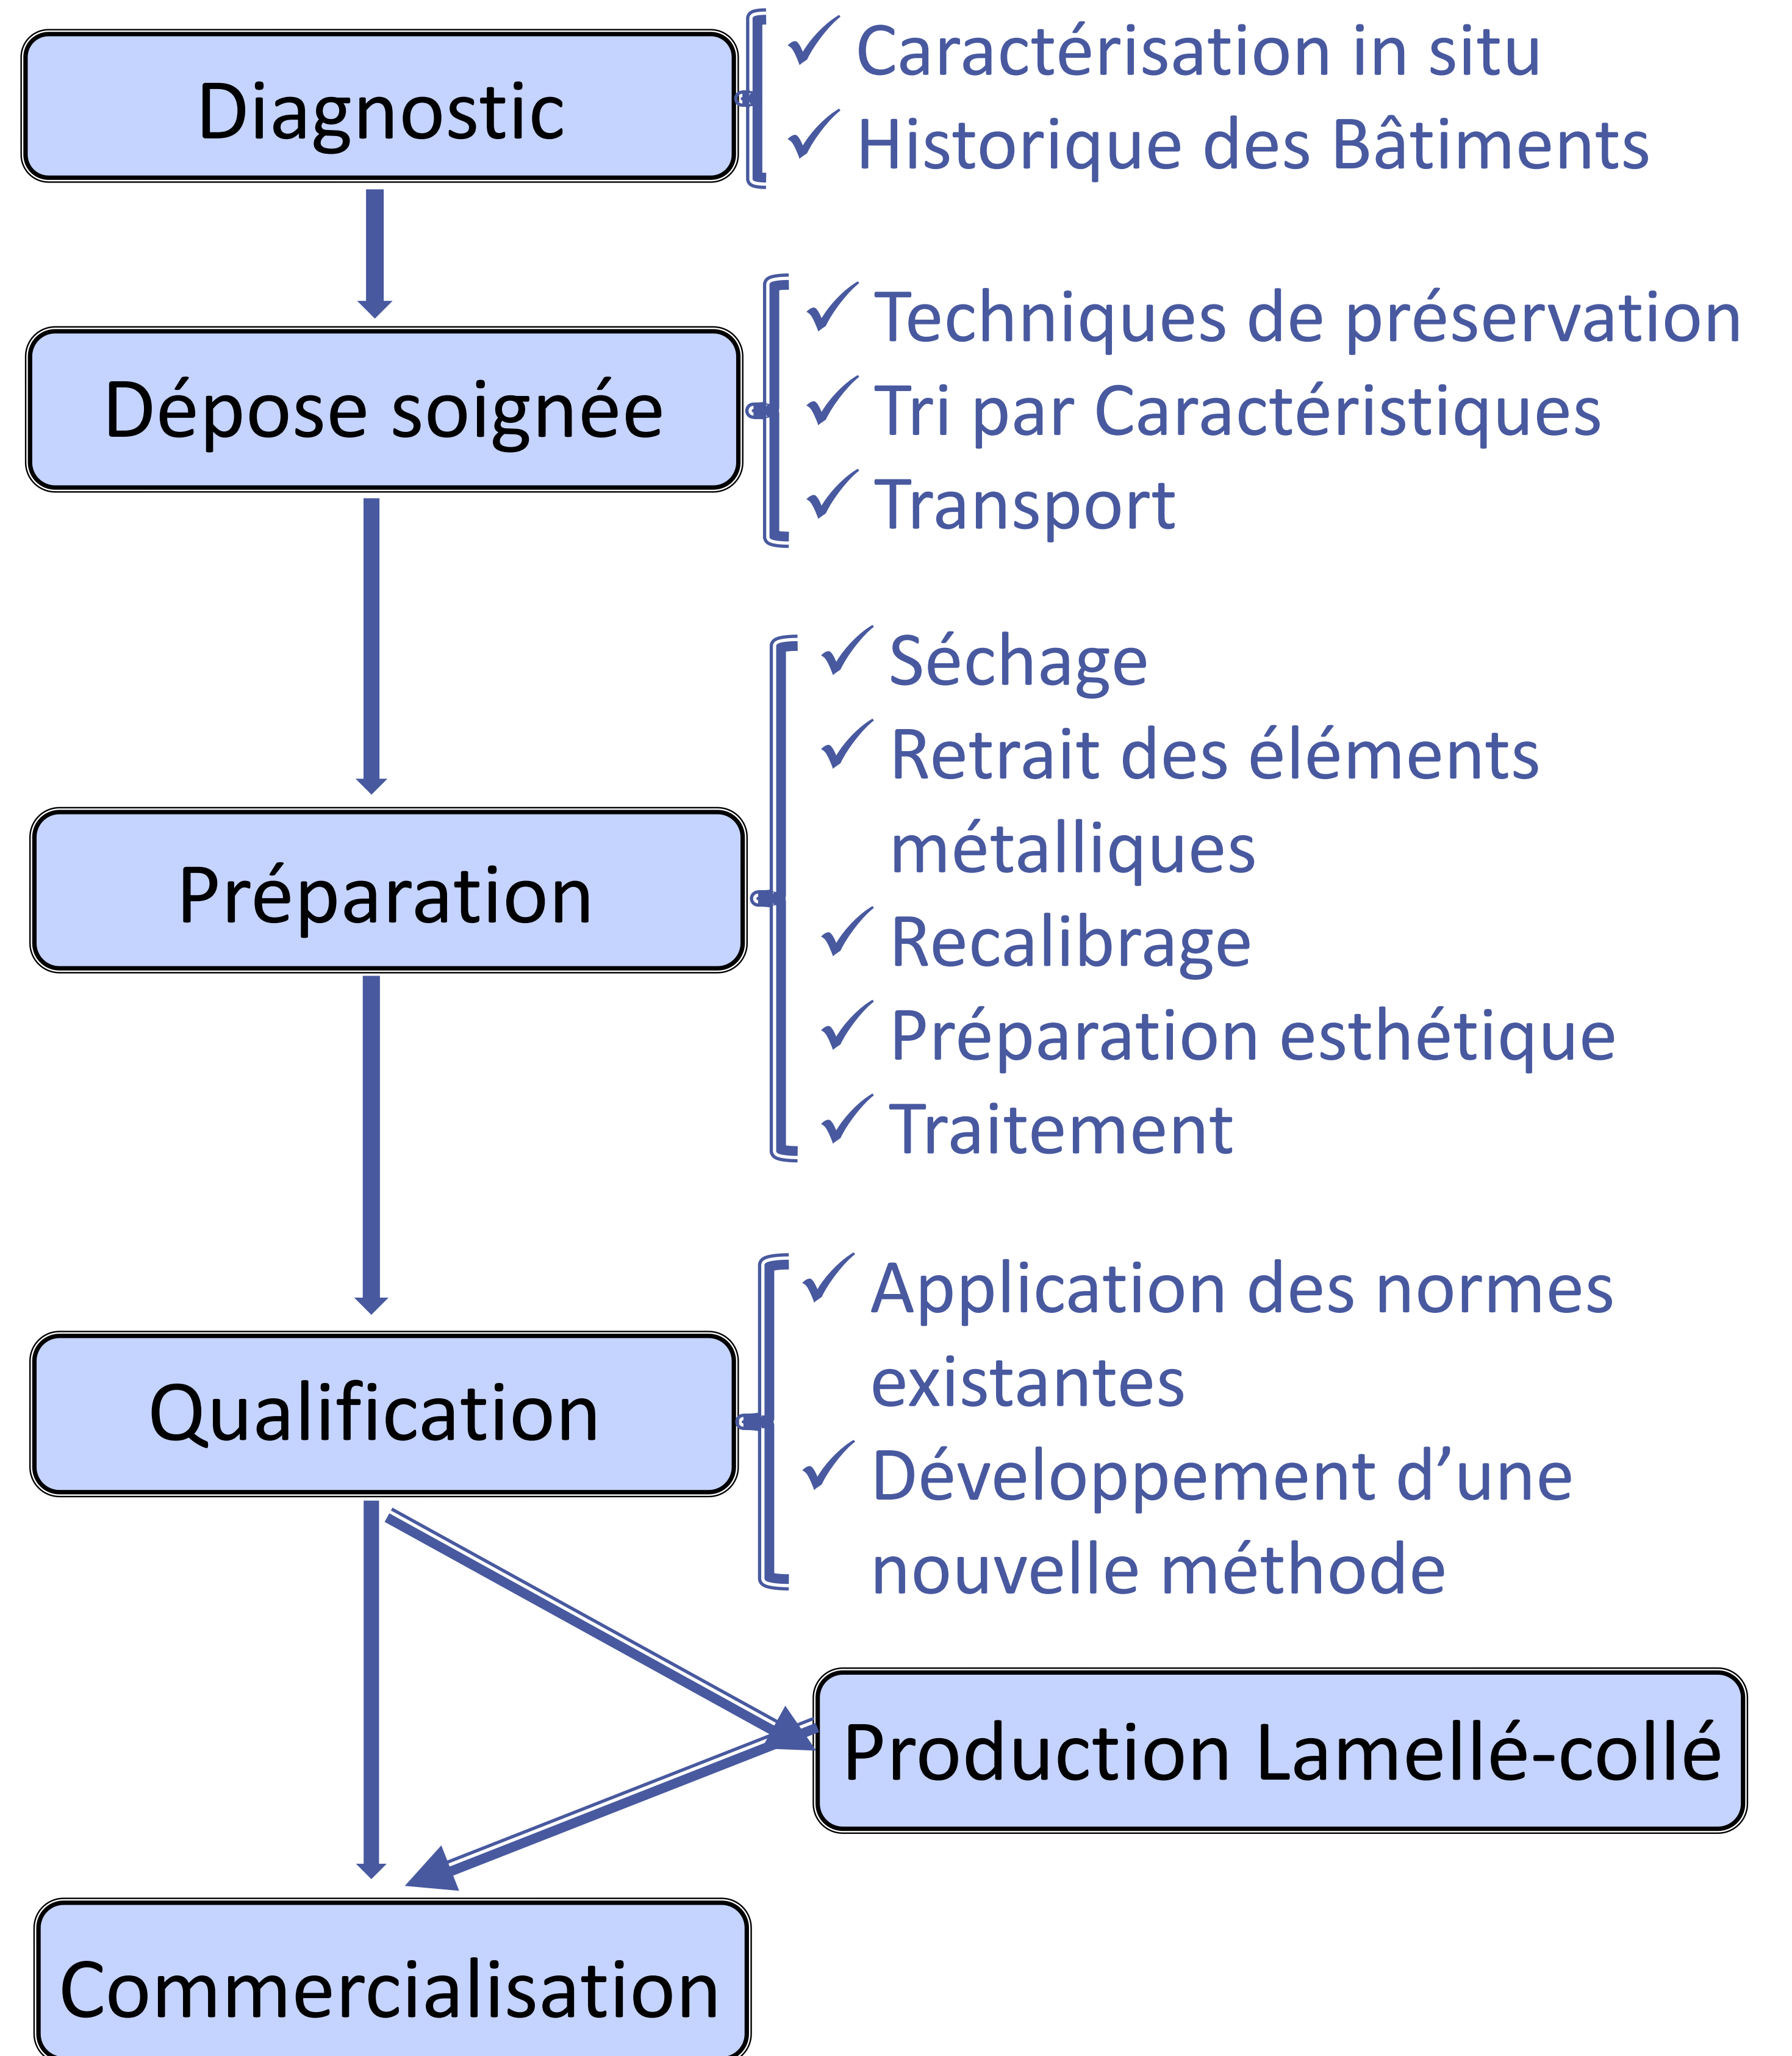 Diagnostic
✓ Caractérisation in situ
✓ Historique des Bâtiments
Dépose soignée
✓ Techniques de préservation
✓ Tri par Caractéristiques
✓ Transport
Préparation
✓ Séchage
✓ Retrait des éléments
métalliques
✓ Recalibrage
✓ Préparation esthétique
✓ Traitement
Qualification
✓ Application des normes
existantes
✓ Développement d’une
nouvelle méthode
Production Lamellé-collé
Commercialisation